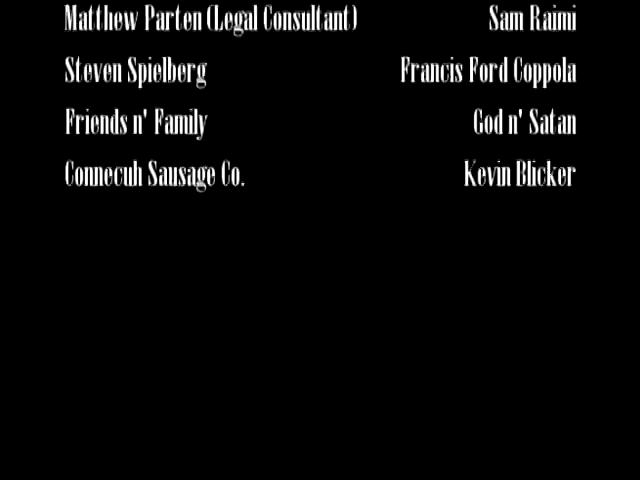 Matthew Parten (Legal Consultant) Sam Raimi
Steven Spielberg Francis Ford Coppola
Friends n' Family God n' Satan
Connecuh Sausage Co. Kevin Blicker